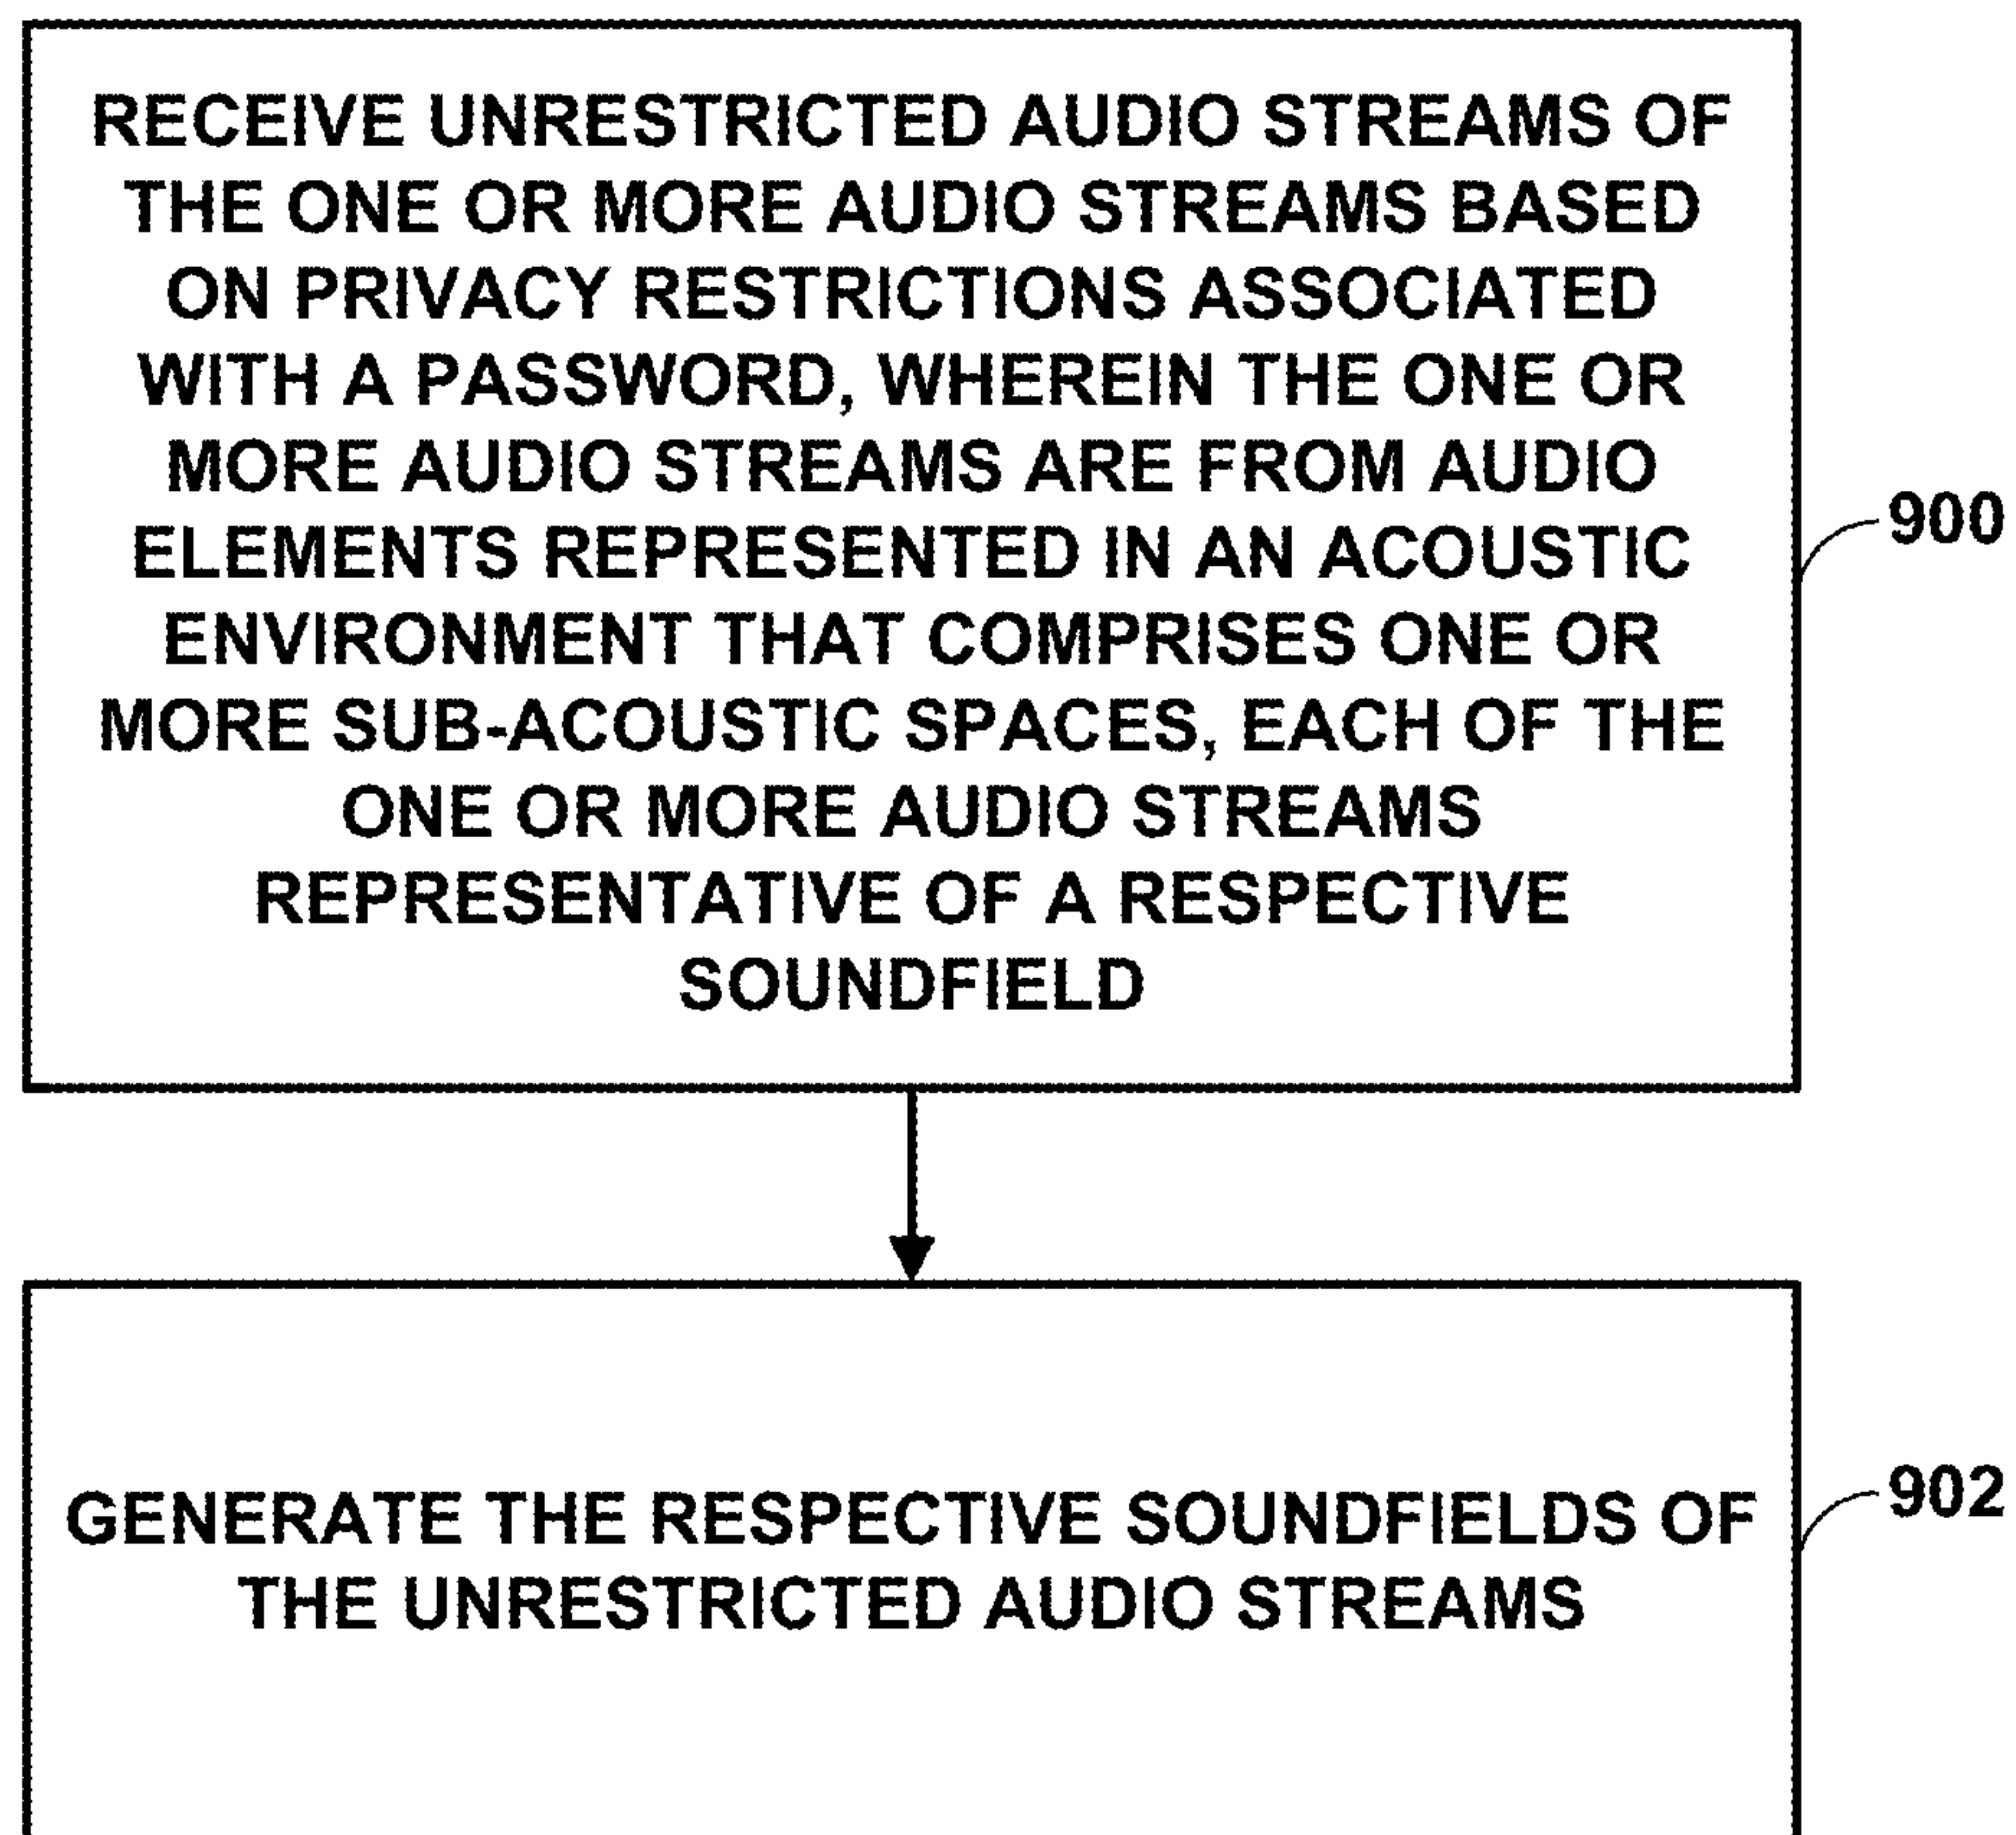 RECEIVE UNRESTRICTED AUDIO STREAMS OF
THE ONE OR MORE AUDIO STREAMS BASED
ON PRIVACY RESTRICTIONS ASSOCIATED
WITH A PASSWORD, WHEREIN THE ONE OR
MORE AUDIO STREAMS ARE FROM AUDIO
ELEMENTS REPRESENTED IN AN ACOUSTIC
ENVIRONMENT THAT COMPRISES ONE OR
MORE SUB-ACOUSTIC SPACES, EACH OF THE
ONE OR MORE AUDIO STREAMS
REPRESENTATIVE OF A RESPECTIVE
SOUNDFIELD
900
GENERATE THE RESPECTIVE SOUNDFIELDS OF
THE UNRESTRICTED AUDIO STREAMS
902